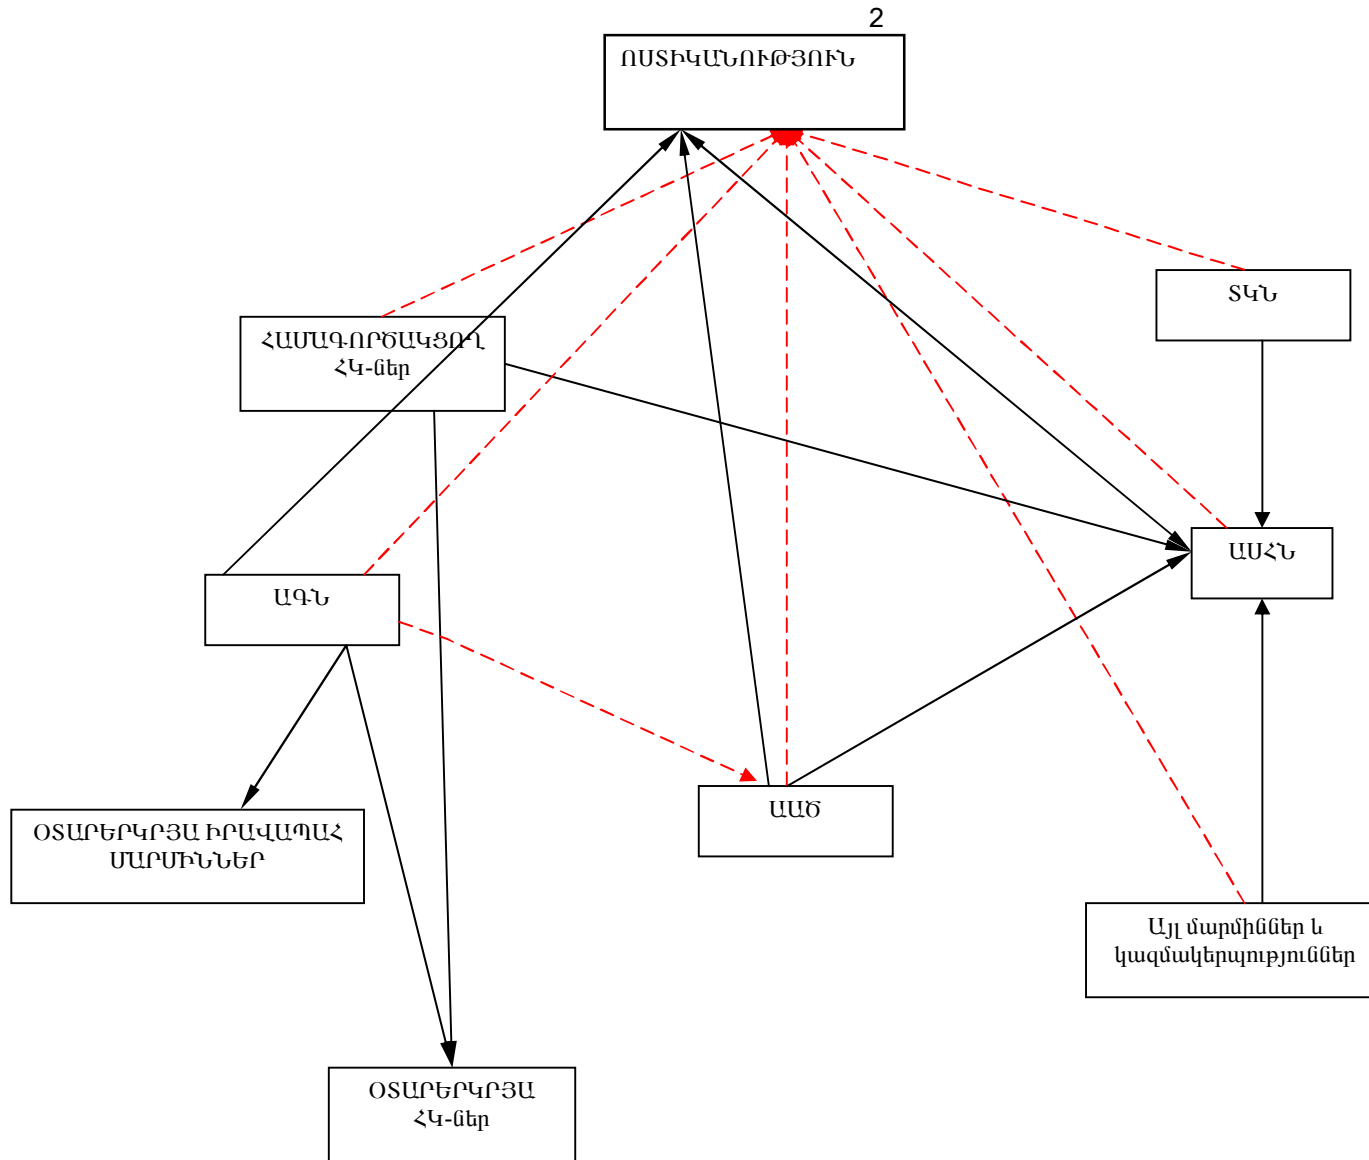 2
ՈՍՏԻԿԱՆՈՒԹՅՈՒՆ
ՏԿՆ
ՀԱՄԱԳՈՐԾԱԿՑՈՂ
ՀԿ-ներ
ԱՍՀՆ
ԱԳՆ
ԱԱԾ
ՕՏԱՐԵՐԿՐՅԱ ԻՐԱՎԱՊԱՀ
ՄԱՐՄԻՆՆԵՐ
Այլ մարմիններ և
կազմակերպություններ
ՕՏԱՐԵՐԿՐՅԱ
ՀԿ-ներ